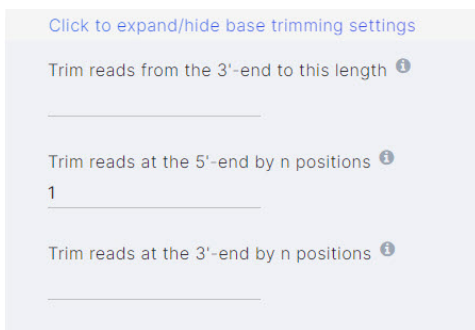 Click to expand/hide base trimming settings
Trim reads from the 3'-end to this length
Trim reads at the 5'-end by n positions
1
Trim reads at the 3'-end by n positions